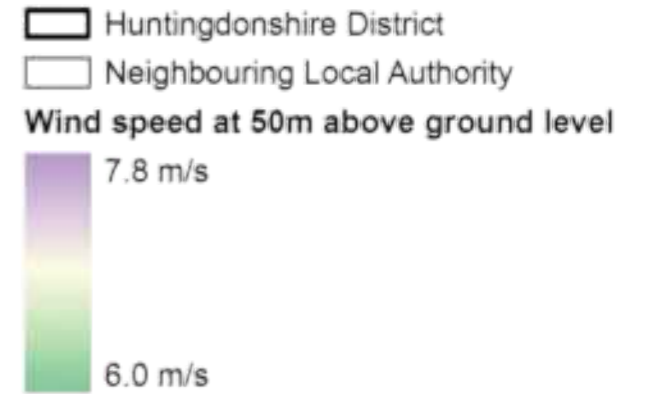 Huntingdonshire District
Neighbouring Local Authority
Wind speed at 50m above ground level
7.8 m/s
6.0 m/s